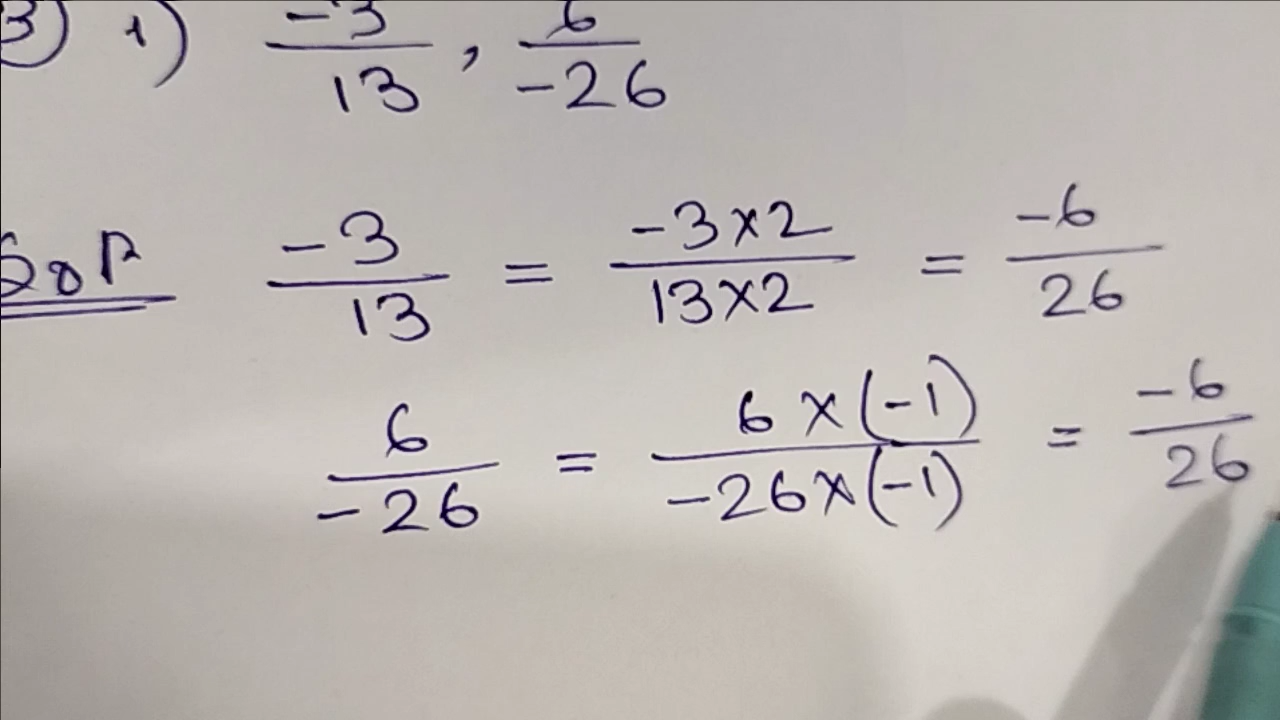 3) 1) -3/13 , 6/-26
Sol -3/13 = -3×2/13×2 = -6/26
6/-26 = 6×(-1)/-26×(-1) = -6/26